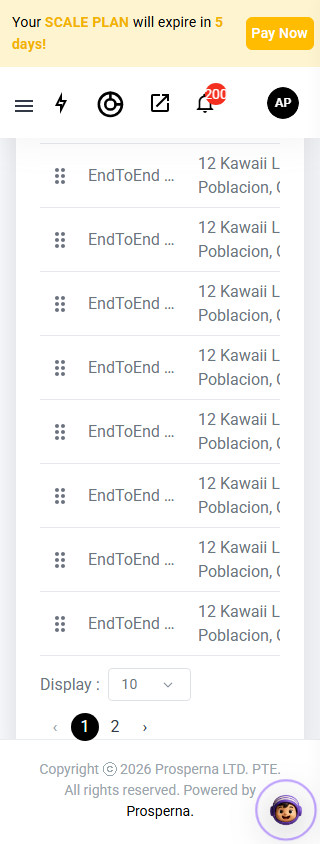 Your SCALE PLAN will expire in 5
days!
Pay Now
200
AP
EndToEnd ...
12 Kawaii L
Poblacion,
EndToEnd ...
12 Kawaii L
Poblacion,
EndToEnd ...
12 Kawaii L
Poblacion,
EndToEnd ...
12 Kawaii L
Poblacion,
EndToEnd ...
12 Kawaii L
Poblacion,
EndToEnd ...
12 Kawaii L
Poblacion,
EndToEnd ...
12 Kawaii L
Poblacion,
EndToEnd ...
12 Kawaii L
Poblacion,
Display : 10
‹ 1 2 ›
Copyright © 2026 Prosperna LTD. PTE.
All rights reserved. Powered by
Prosperna.